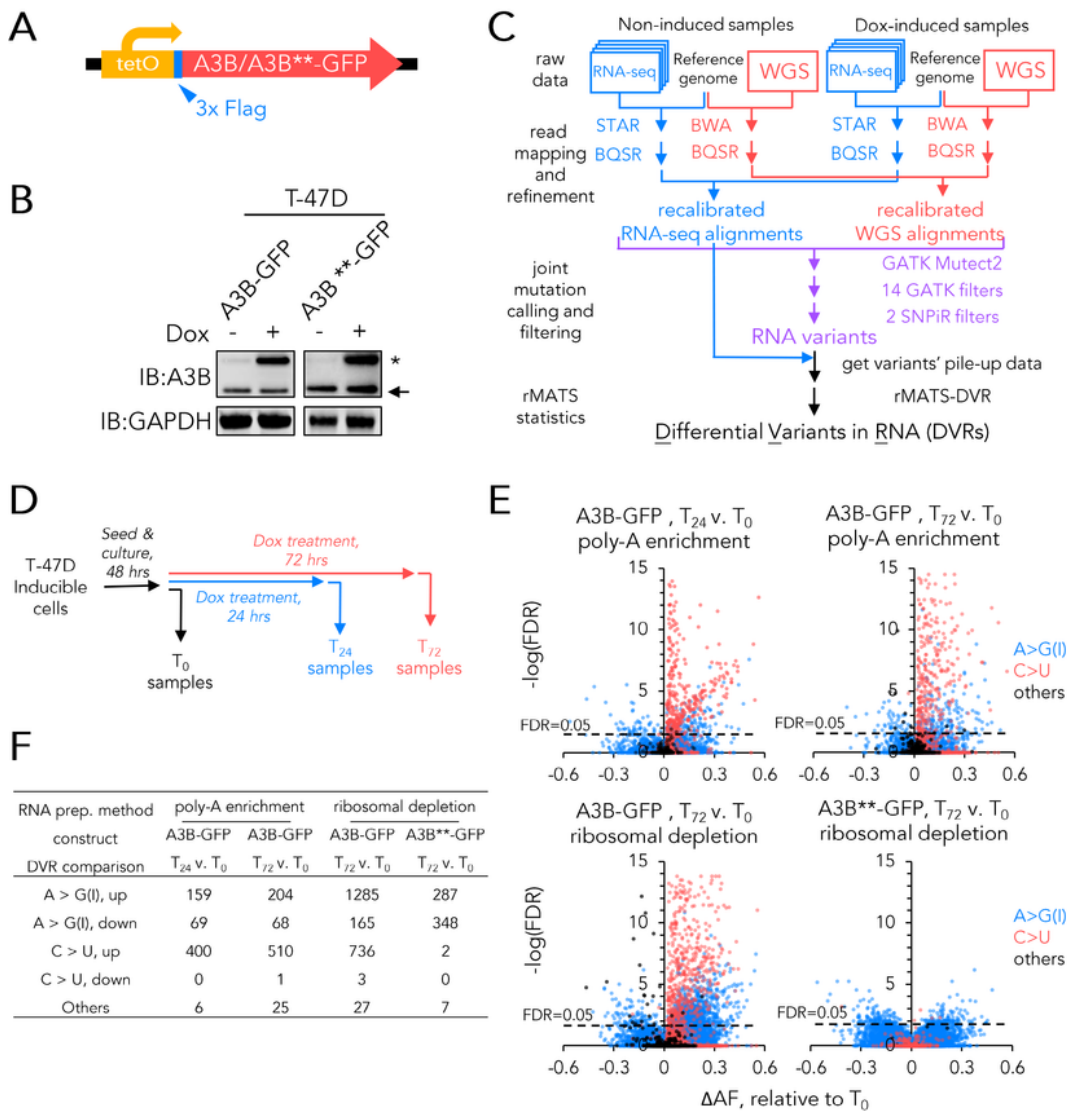 A
tetO
A3B/A3B**-GFP
3x Flag
B
T-47D
A3B-GFP
A3B**-GFP
Dox
- + - +
IB:A3B
*
IB:GAPDH
C
Non-induced samples
Dox-induced samples
raw
data
RNA-seq
Reference
genome
WGS
RNA-seq
Reference
genome
WGS
read
mapping
and
refinement
STAR
BWA
STAR
BWA
BQSR
BQSR
BQSR
BQSR
recalibrated
RNA-seq alignments
recalibrated
WGS alignments
joint
mutation
calling and
filtering
GATK Mutect2
14 GATK filters
2 SNPiR filters
RNA variants
get variants' pile-up data
rMATS
statistics
rMATS-DVR
Differential Variants in RNA (DVRs)
D
T-47D
Inducible
cells
Seed &
culture,
48 hrs
Dox treatment,
72 hrs
Dox treatment,
24 hrs
T0
samples
T24
samples
T72
samples
E
A3B-GFP , T24 v. T0
poly-A enrichment
A3B-GFP , T72 v. T0
poly-A enrichment
-log(FDR)
15
10
5
0
FDR=0.05
-0.6 -0.3 0 0.3 0.6
15
10
5
0
FDR=0.05
-0.6 -0.3 0 0.3 0.6
A>G(I)
C>U
others
A3B-GFP , T72 v. T0
ribosomal depletion
A3B**-GFP, T72 v. T0
ribosomal depletion
-log(FDR)
15
10
5
0
FDR=0.05
-0.6 -0.3 0 0.3 0.6
15
10
5
0
FDR=0.05
-0.6 -0.3 0 0.3 0.6
A>G(I)
C>U
others
ΔAF, relative to T0
F
RNA prep. method poly-A enrichment ribosomal depletion
construct A3B-GFP A3B-GFP A3B-GFP A3B**-GFP
DVR comparison T24 v. T0 T72 v. T0 T72 v. T0 T72 v. T0
A > G(I), up 159 204 1285 287
A > G(I), down 69 68 165 348
C > U, up 400 510 736 2
C > U, down 0 1 3 0
Others 6 25 27 7